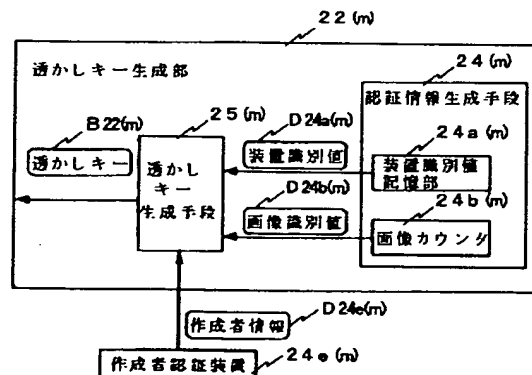 22(m)
透かしキー生成部
24(m)
認証情報生成手段
B22(m)
25(m)
D24a(m)
24a(m)
透かしキー
透かし
キー
生成手段
装置識別値
装置識別値
記憶部
D24b(m)
24b(m)
画像識別値
画像カウンタ
作成者情報
D24e(m)
作成者認証装置
24e(m)